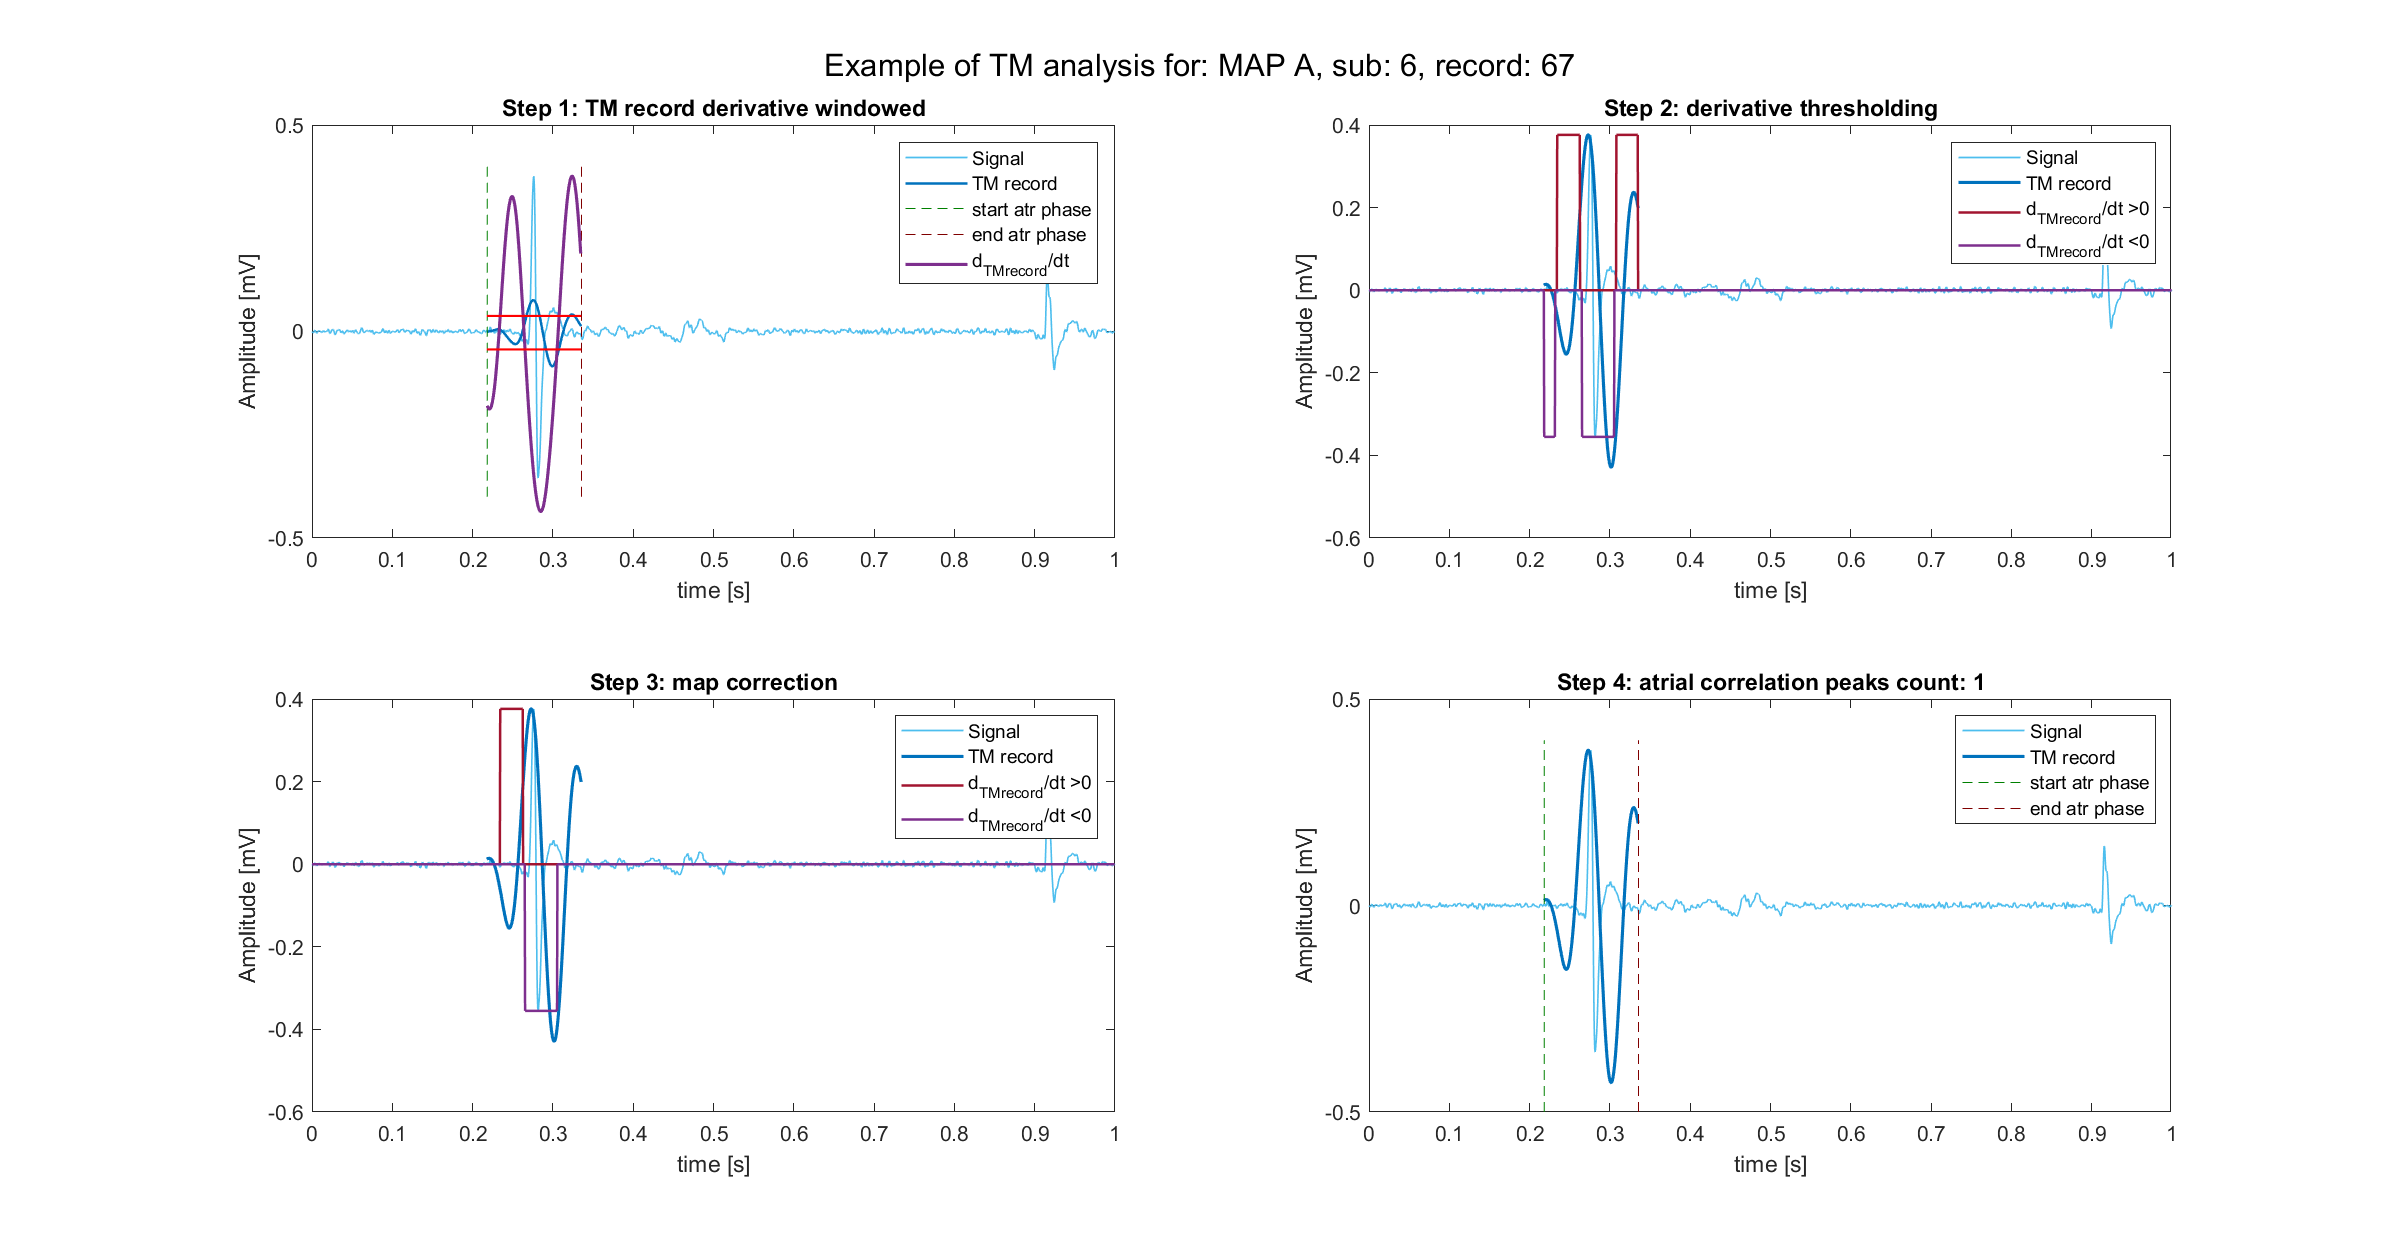 Example of TM analysis for: MAP A, sub: 6, record: 67
Step 1: TM record derivative windowed
0.5
0
-0.5
Amplitude [mV]
0 0.1 0.2 0.3 0.4 0.5 0.6 0.7 0.8 0.9 1
time [s]
Signal
TM record
start atr phase
end atr phase
dTMrecord/dt
Step 2: derivative thresholding
0.4
0.2
0
-0.2
-0.4
-0.6
Amplitude [mV]
0 0.1 0.2 0.3 0.4 0.5 0.6 0.7 0.8 0.9 1
time [s]
Signal
TM record
dTMrecord/dt >0
dTMrecord/dt <0
Step 3: map correction
0.4
0.2
0
-0.2
-0.4
-0.6
Amplitude [mV]
0 0.1 0.2 0.3 0.4 0.5 0.6 0.7 0.8 0.9 1
time [s]
Signal
TM record
dTMrecord/dt >0
dTMrecord/dt <0
Step 4: atrial correlation peaks count: 1
0.5
0
-0.5
Amplitude [mV]
0 0.1 0.2 0.3 0.4 0.5 0.6 0.7 0.8 0.9 1
time [s]
Signal
TM record
start atr phase
end atr phase